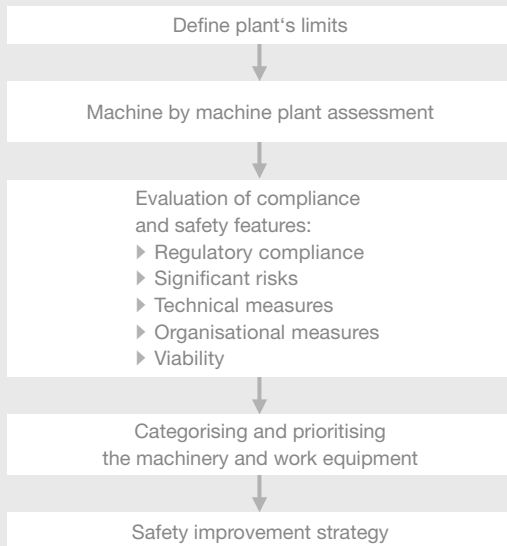 Define plant‘s limits
Machine by machine plant assessment
Evaluation of compliance
and safety features:
Regulatory compliance
Significant risks
Technical measures
Organisational measures
Viability
Categorising and prioritising
the machinery and work equipment
Safety improvement strategy